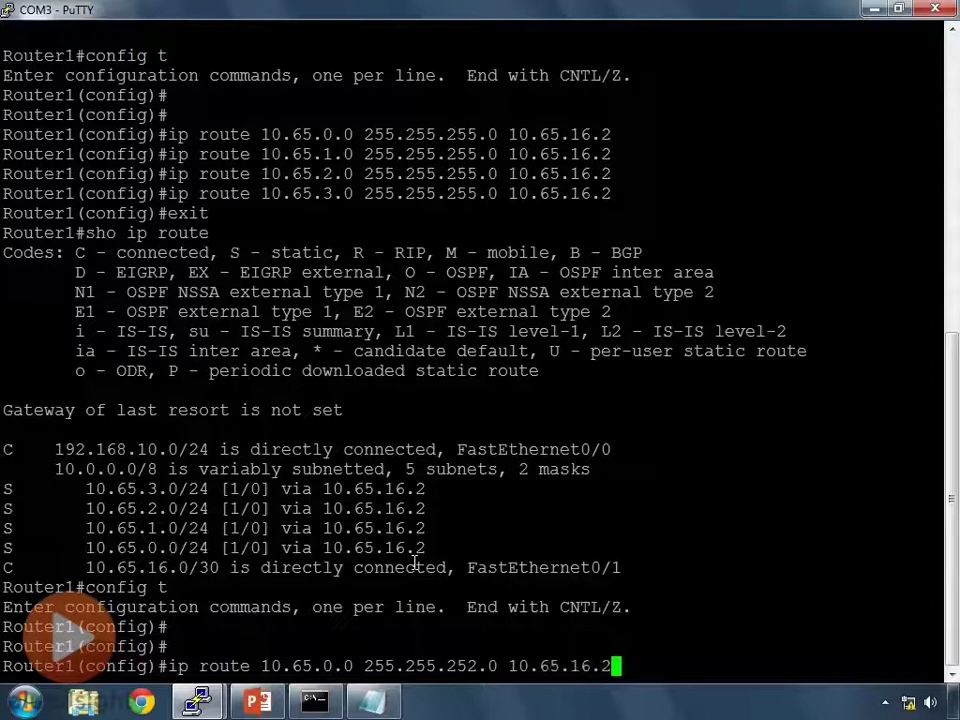 COM3 - PuTTY
Router1#config t
Enter configuration commands, one per line.  End with CNTL/Z.
Router1(config)#
Router1(config)#
Router1(config)#ip route 10.65.0.0 255.255.255.0 10.65.16.2
Router1(config)#ip route 10.65.1.0 255.255.255.0 10.65.16.2
Router1(config)#ip route 10.65.2.0 255.255.255.0 10.65.16.2
Router1(config)#ip route 10.65.3.0 255.255.255.0 10.65.16.2
Router1(config)#exit
Router1#sho ip route
Codes: C - connected, S - static, R - RIP, M - mobile, B - BGP
       D - EIGRP, EX - EIGRP external, O - OSPF, IA - OSPF inter area
       N1 - OSPF NSSA external type 1, N2 - OSPF NSSA external type 2
       E1 - OSPF external type 1, E2 - OSPF external type 2
       i - IS-IS, su - IS-IS summary, L1 - IS-IS level-1, L2 - IS-IS level-2
       ia - IS-IS inter area, * - candidate default, U - per-user static route
       o - ODR, P - periodic downloaded static route
Gateway of last resort is not set
C    192.168.10.0/24 is directly connected, FastEthernet0/0
     10.0.0.0/8 is variably subnetted, 5 subnets, 2 masks
S       10.65.3.0/24 [1/0] via 10.65.16.2
S       10.65.2.0/24 [1/0] via 10.65.16.2
S       10.65.1.0/24 [1/0] via 10.65.16.2
S       10.65.0.0/24 [1/0] via 10.65.16.2
C       10.65.16.0/30 is directly connected, FastEthernet0/1
Router1#config t
Enter configuration commands, one per line.  End with CNTL/Z.
Router1(config)#
Router1(config)#
Router1(config)#ip route 10.65.0.0 255.255.252.0 10.65.16.2